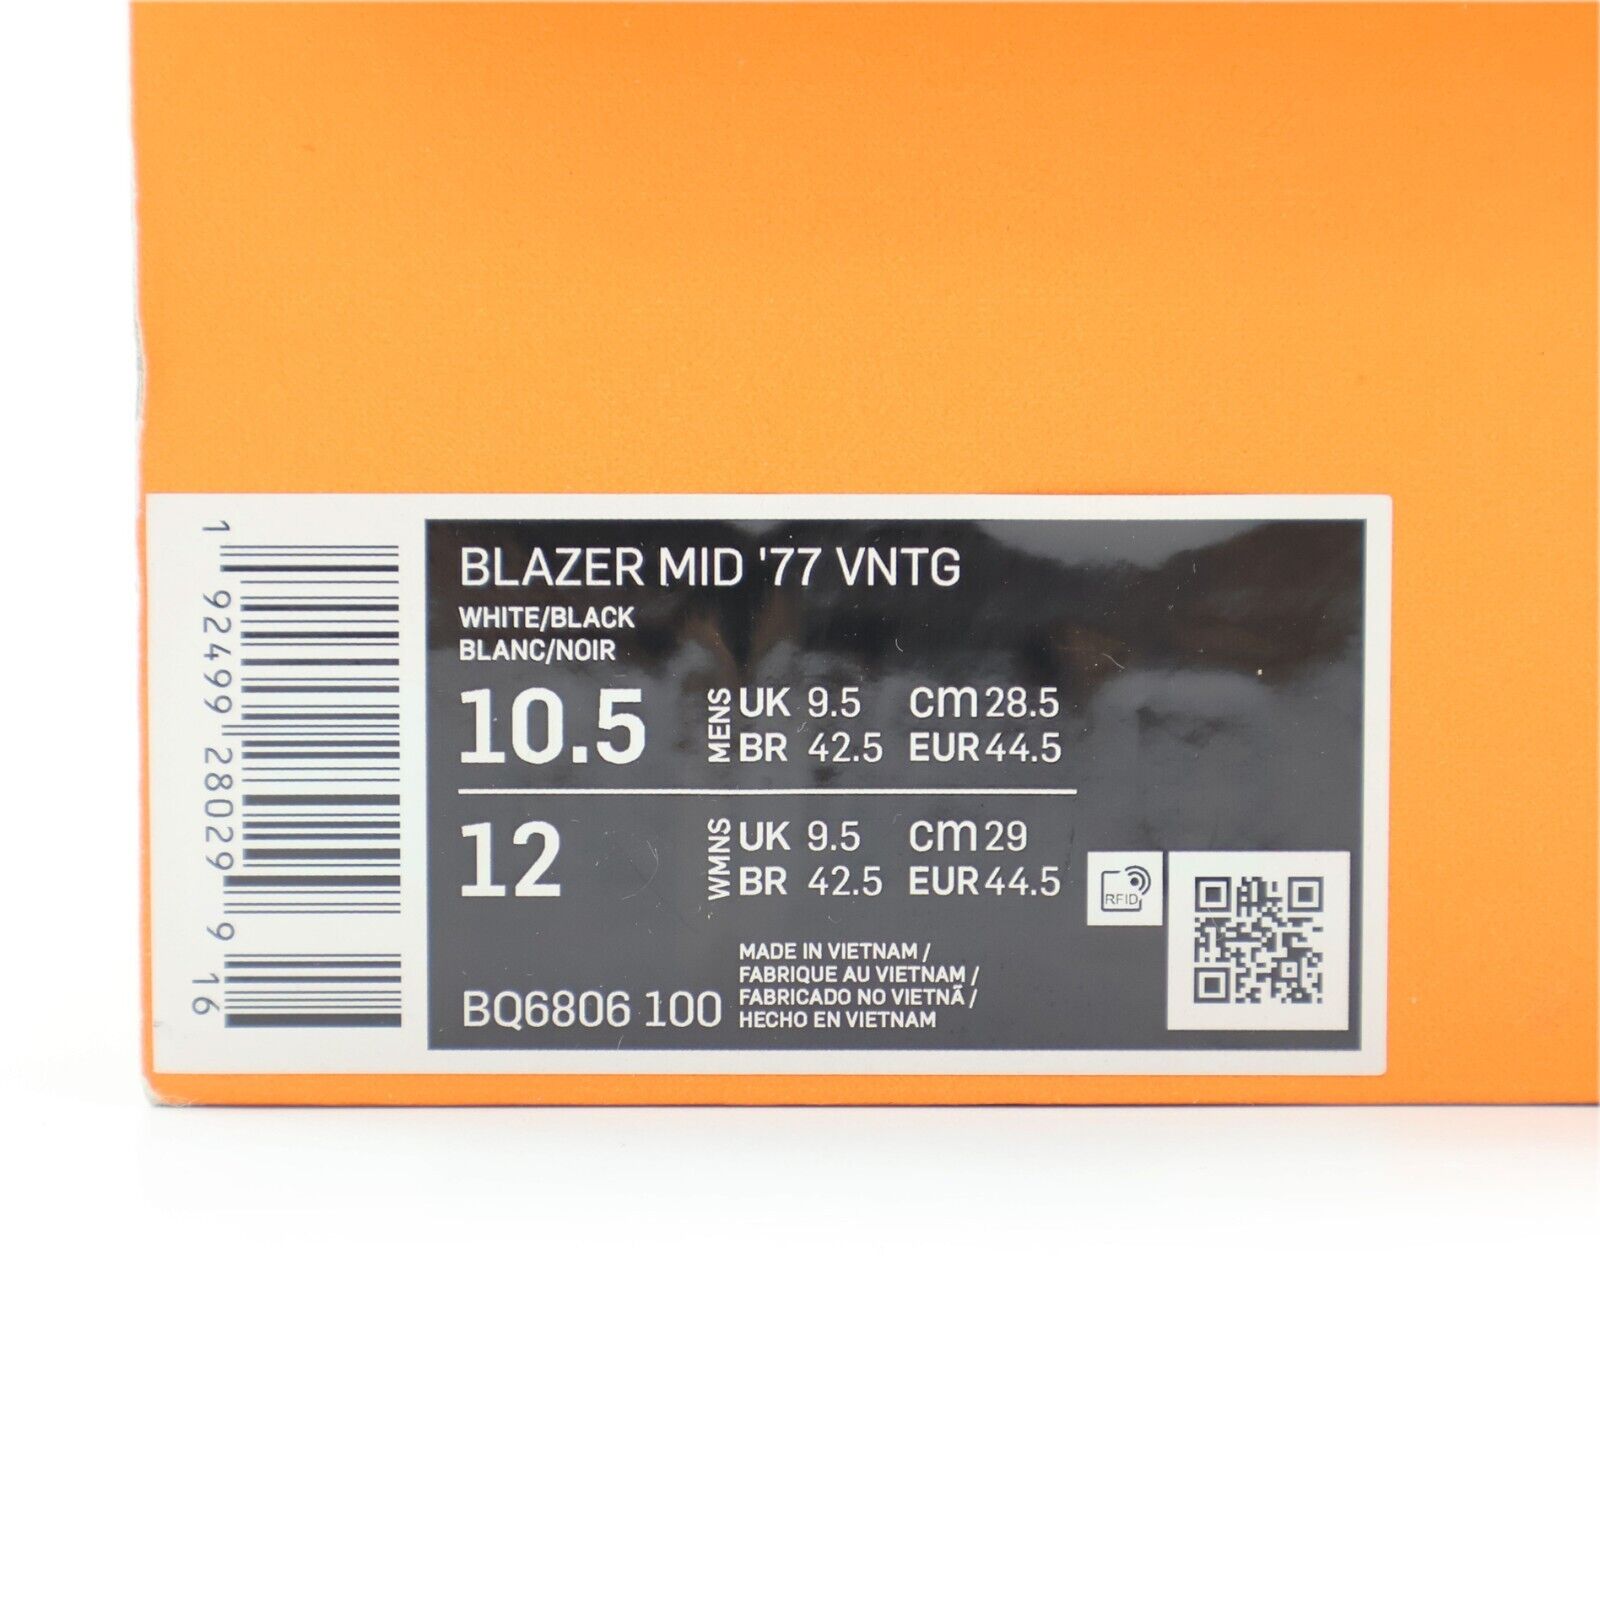 BLAZER MID '77 VNTG
WHITE/BLACK
BLANC/NOIR
10.5 MENS UK 9.5 CM 28.5
BR 42.5 EUR 44.5
12 WMNS UK 9.5 CM 29
BR 42.5 EUR 44.5
RFID
MADE IN VIETNAM /
FABRIQUE AU VIETNAM /
FABRICADO NO VIETNÃ /
HECHO EN VIETNAM
BQ6806 100
1 92499 28029 9 16